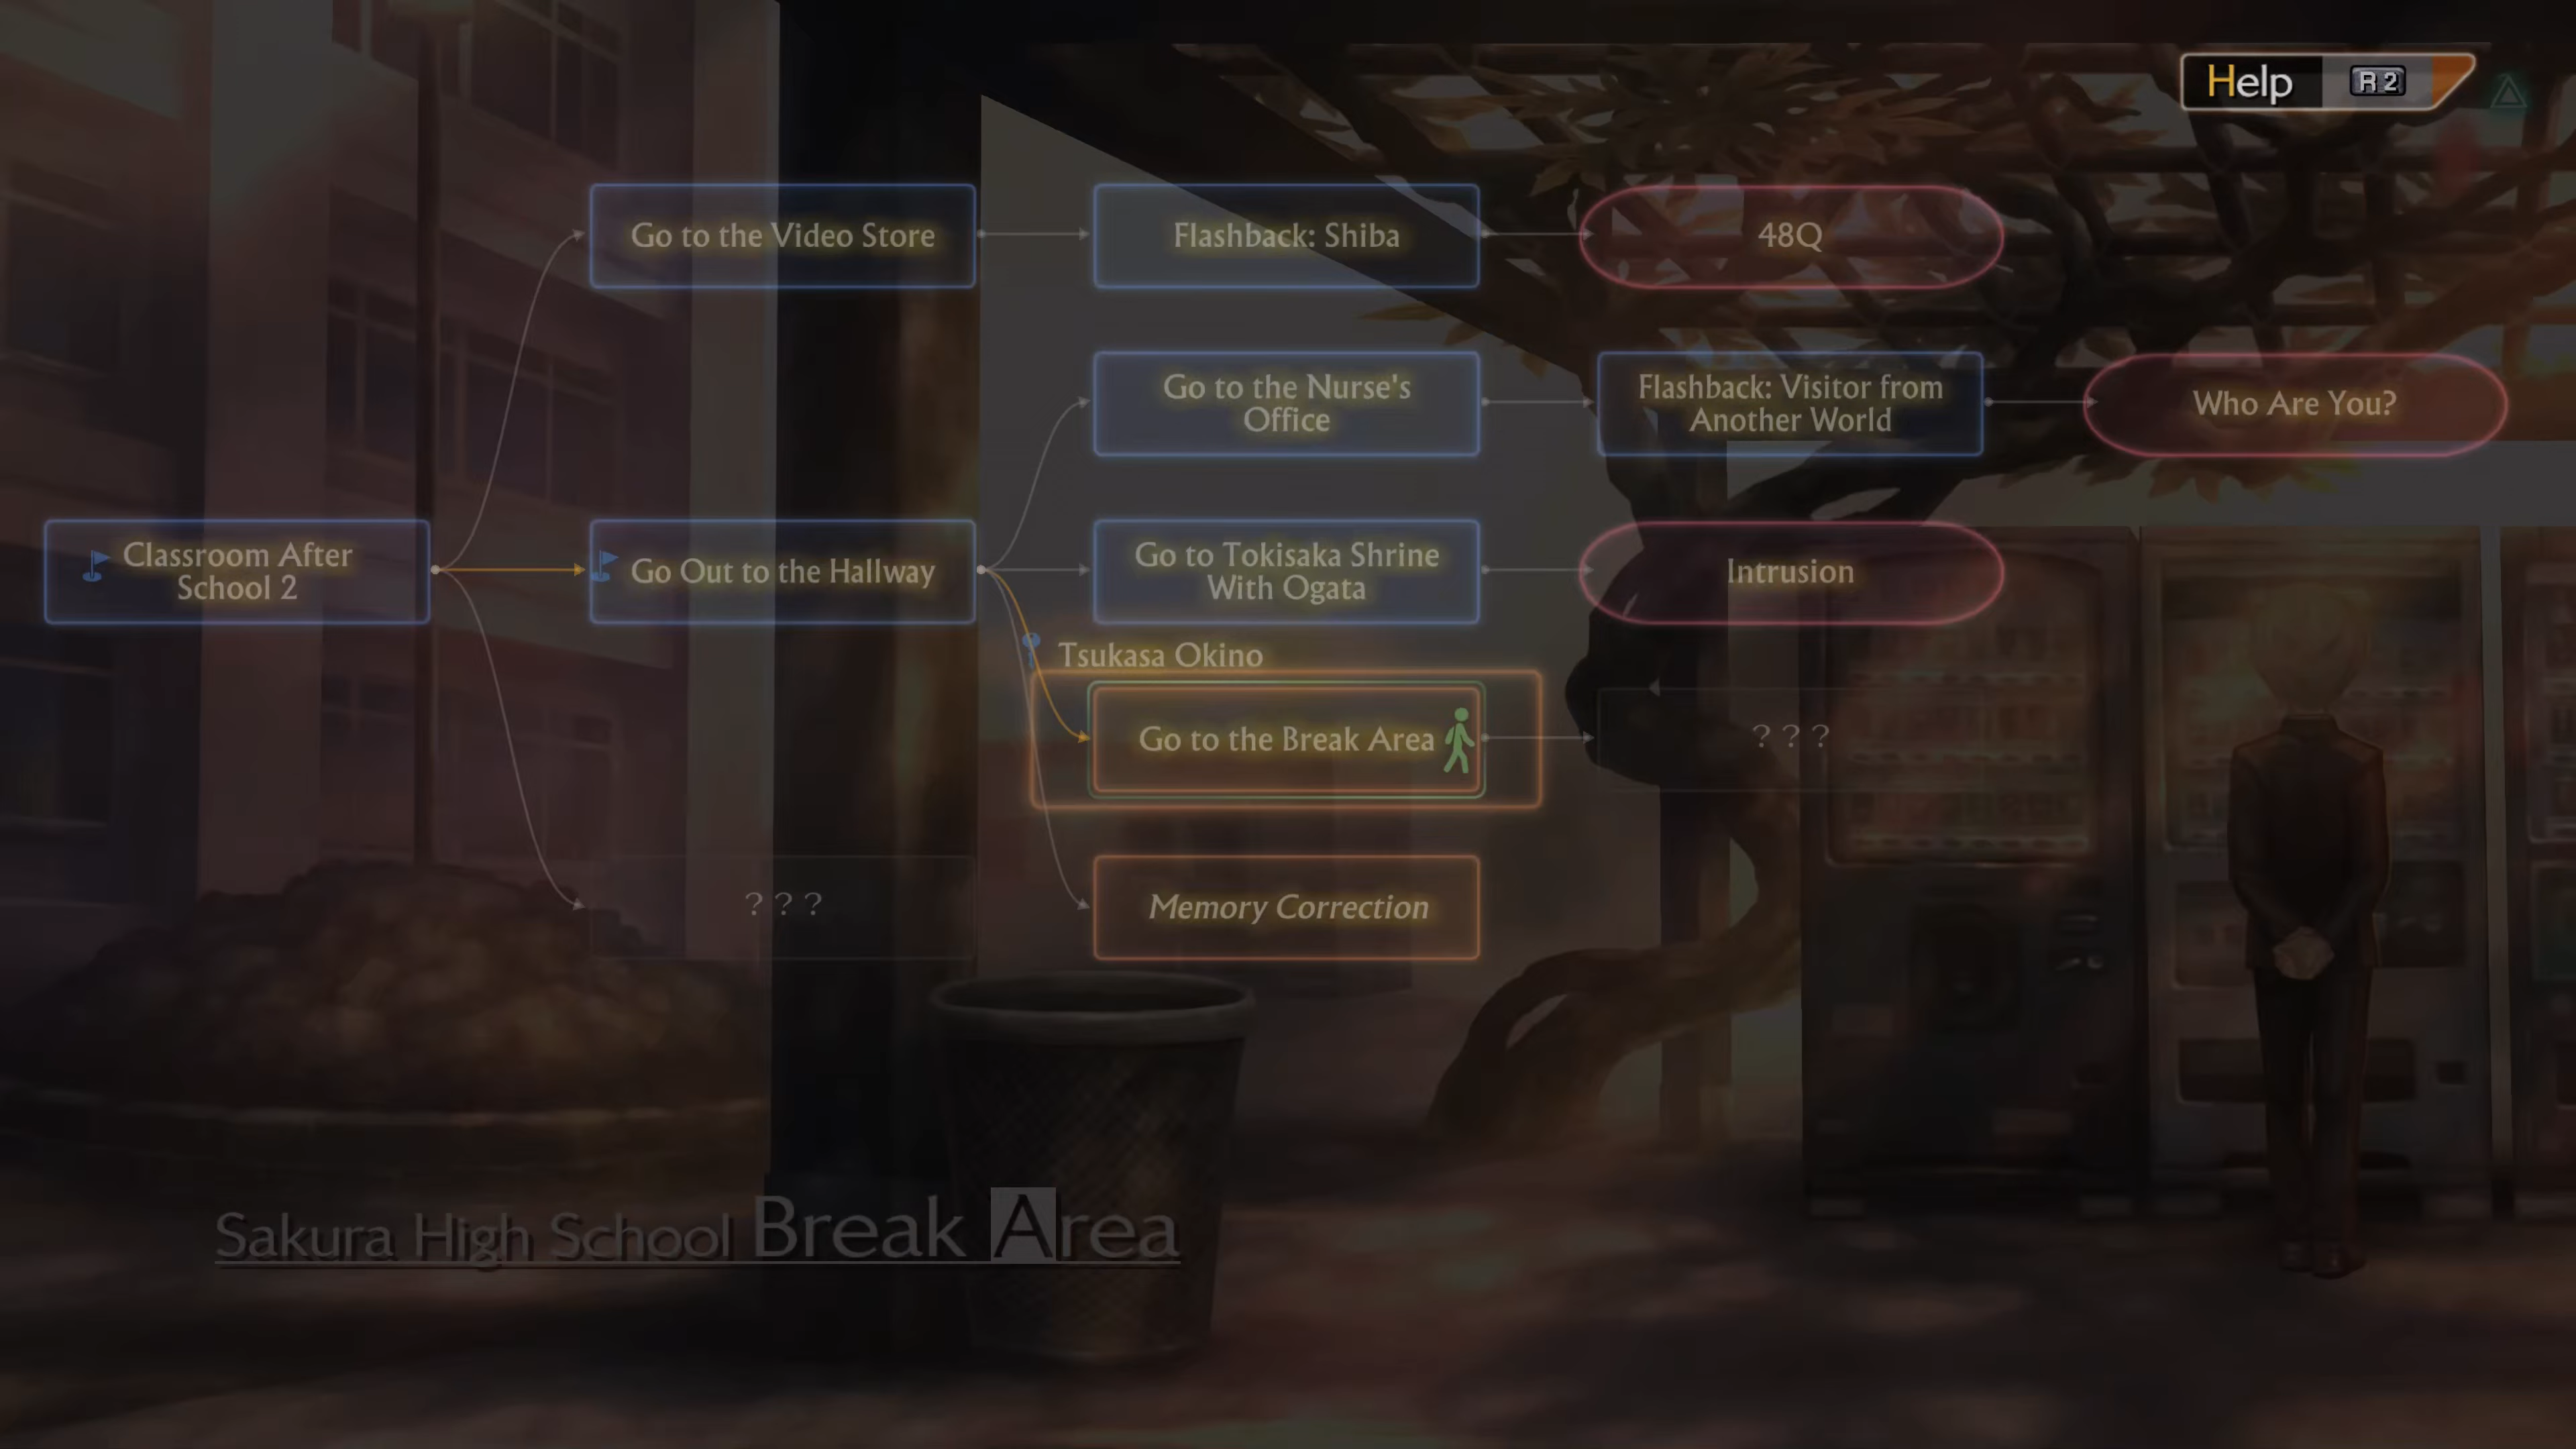 Help R2
Go to the Video Store
Flashback: Shiba
48Q
Go to the Nurse's
Office
Flashback: Visitor from
Another World
Who Are You?
Classroom After
School 2
Go Out to the Hallway
Go to Tokisaka Shrine
With Ogata
Intrusion
Tsukasa Okino
Go to the Break Area
???
???
Memory Correction
Sakura High School Break Area